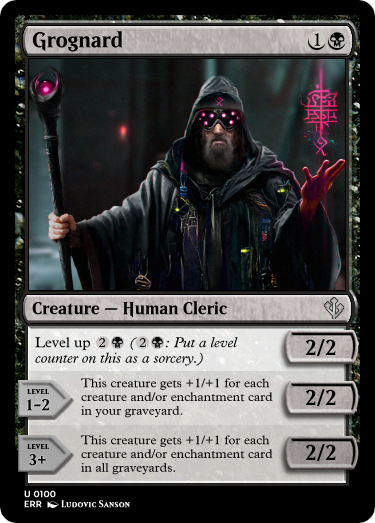 Grognard 1
Creature — Human Cleric
Level up 2 (2: Put a level
counter on this as a sorcery.)
2/2
LEVEL
1-2
This creature gets +1/+1 for each
creature and/or enchantment card
in your graveyard.
2/2
LEVEL
3+
This creature gets +1/+1 for each
creature and/or enchantment card
in all graveyards.
2/2
U 0100
ERR Ludovic Sanson